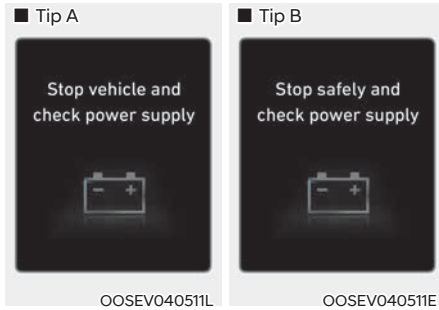 ■ Tip A
Stop vehicle and
check power supply
OOSEV040511L
■ Tip B
Stop safely and
check power supply
OOSEV040511E